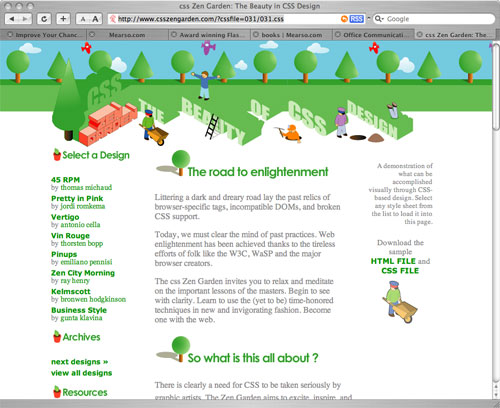 css Zen Garden: The Beauty in CSS Design
http://www.csszengarden.com/?cssfile=031/031.css
RSS
Google
Improve Your Chanc...
Mearso.com
Award winning Flas...
books | Mearso.com
Office Communicati...
css Zen Garden: The...
CSS
THE BEAUTY OF CSS DESIGN
Select a Design
45 RPM
by thomas michaud
Pretty in Pink
by jordi romkema
Vertigo
by antonio cella
Vin Rouge
by thorsten bopp
Pinups
by emiliano pennisi
Zen City Morning
by ray henry
Kelmscott
by bronwen hodgkinson
Business Style
by gunta klavina
Archives
next designs »
view all designs
Resources
The road to enlightenment
Littering a dark and dreary road lay the past relics of
browser-specific tags, incompatible DOMs, and broken
CSS support.
Today, we must clear the mind of past practices. Web
enlightenment has been achieved thanks to the tireless
efforts of folk like the W3C, WaSP and the major
browser creators.
The css Zen Garden invites you to relax and meditate
on the important lessons of the masters. Begin to see
with clarity. Learn to use the (yet to be) time-honored
techniques in new and invigorating fashion. Become
one with the web.
So what is this all about ?
There is clearly a need for CSS to be taken seriously by
graphic artists. The Zen Garden aims to excite, inspire, and
A demonstration of
what can be
accomplished
visually through CSS-
based design. Select
any style sheet from
the list to load it into
this page.
Download the
sample
HTML FILE and
CSS FILE